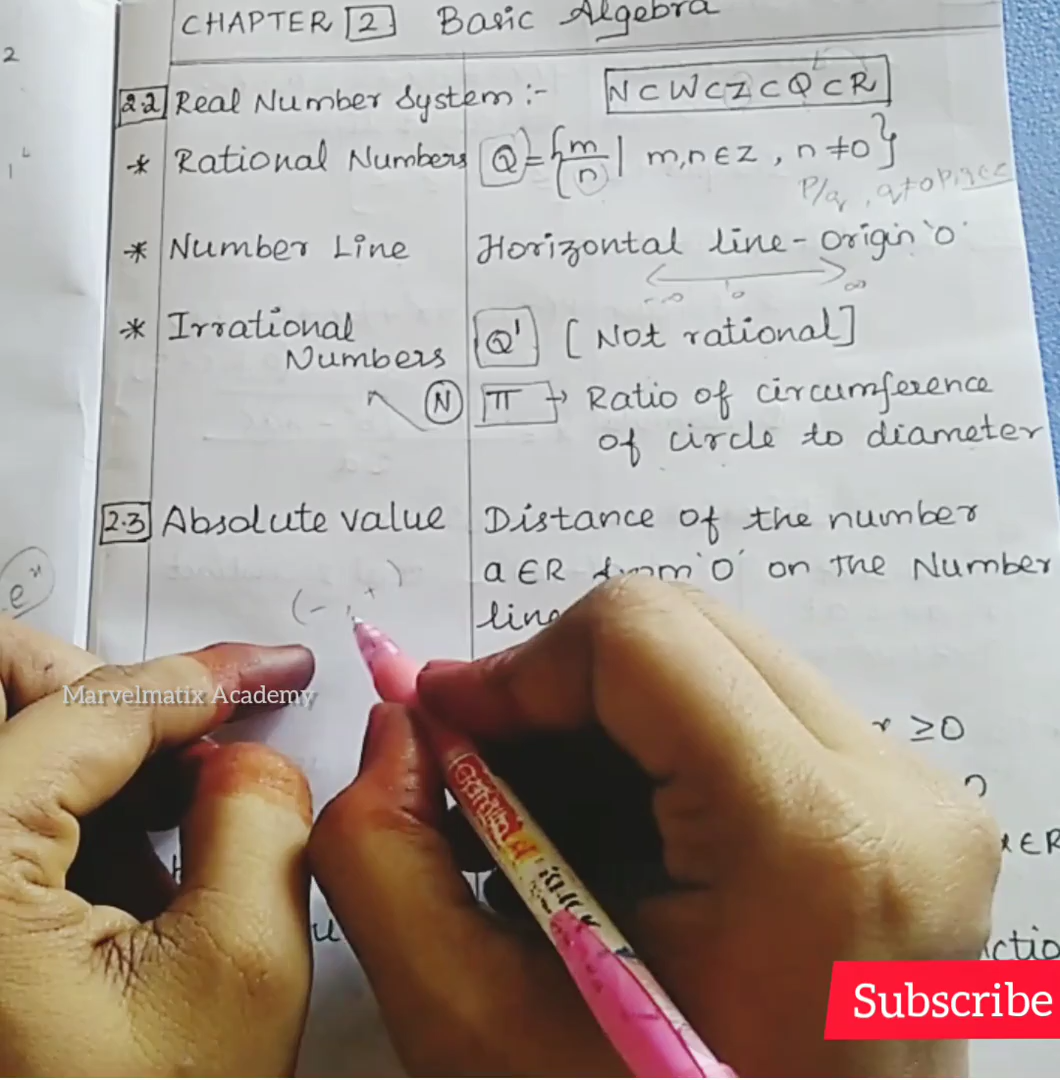 CHAPTER 2 Basic Algebra
2
2.2 Real Number System :- N ⊂ W ⊂ Z ⊂ Q ⊂ R
* Rational Numbers Q = { m/n | m, n ∈ Z , n ≠ 0 }
P/q , q ≠ 0
* Number Line Horizontal line - origin '0'
-∞ 0 ∞
* Irrational Numbers Q' [Not rational]
N π → Ratio of circumference
of circle to diameter
2.3 Absolute value Distance of the number
a ∈ R from '0' on the Number
line
(- , +)
e^x
Marvelmatix Academy
≥ 0
∈ R
Subscribe